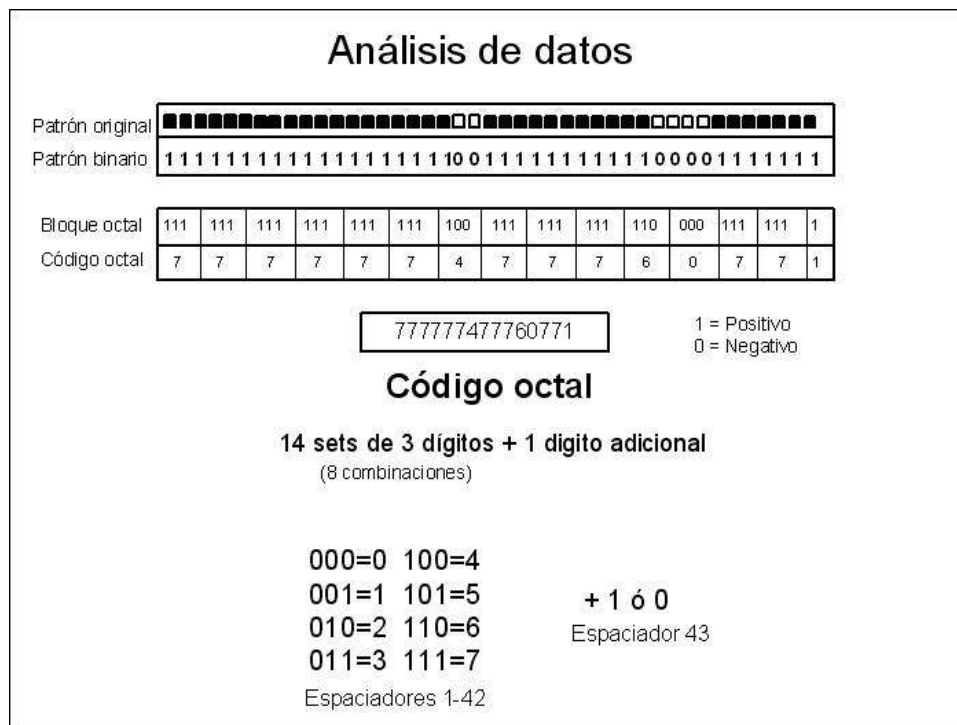 Análisis de datos
Patrón original
Patrón binario 1 1 1 1 1 1 1 1 1 1 1 1 1 1 1 1 1 1 1 0 0 1 1 1 1 1 1 1 1 1 1 1 0 0 0 0 1 1 1 1 1 1 1
Bloque octal 111 111 111 111 111 111 100 111 111 111 110 000 111 111 1
Código octal 7 7 7 7 7 7 4 7 7 7 6 0 7 7 1
777777477760771
1 = Positivo
0 = Negativo
Código octal
14 sets de 3 dígitos + 1 digito adicional
(8 combinaciones)
000=0 100=4
001=1 101=5
010=2 110=6
011=3 111=7
Espaciadores 1-42
+ 1 ó 0
Espaciador 43